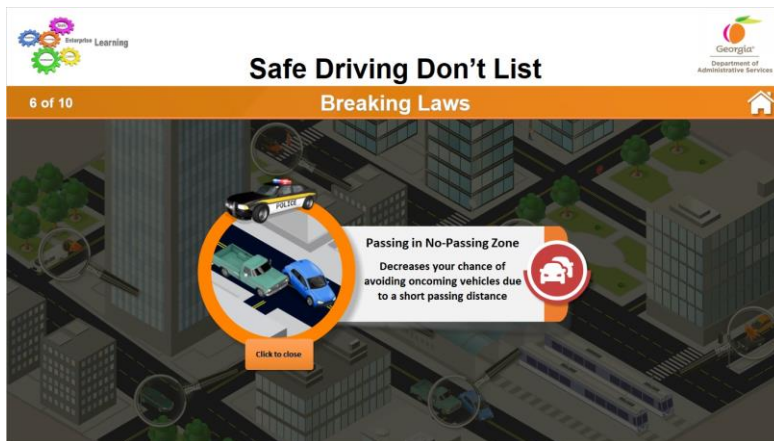 Enterprise Learning
Georgia®
Department of
Administrative Services
Safe Driving Don't List
6 of 10
Breaking Laws
POLICE
Passing in No-Passing Zone
Decreases your chance of
avoiding oncoming vehicles due
to a short passing distance
Click to close